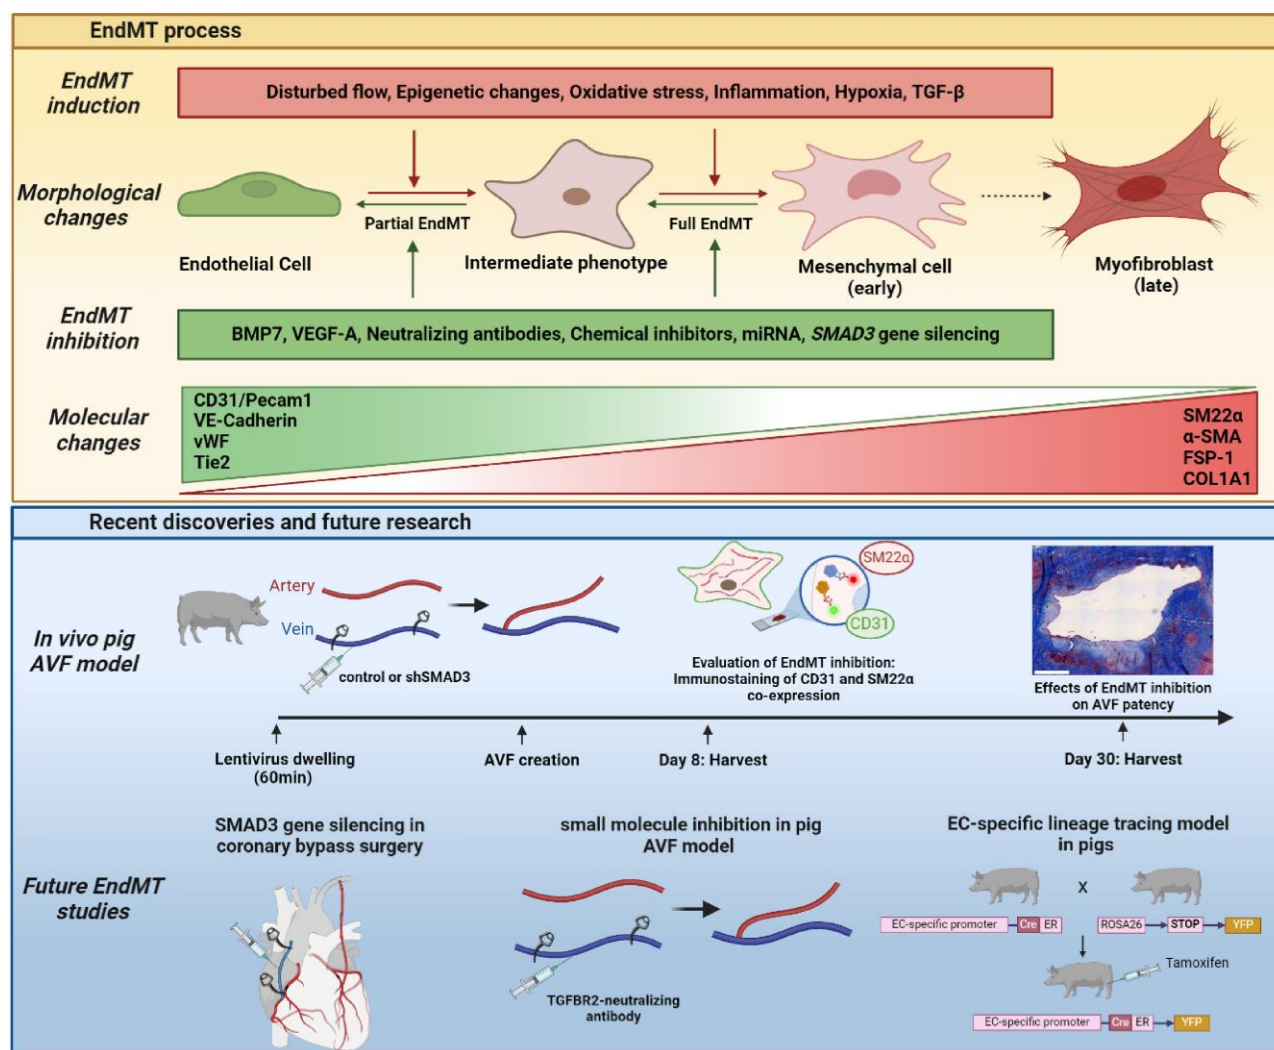 EndMT process
EndMT
induction
Disturbed flow, Epigenetic changes, Oxidative stress, Inflammation, Hypoxia, TGF-β
Morphological
changes
Partial EndMT
Full EndMT
Endothelial Cell
Intermediate phenotype
Mesenchymal cell
(early)
Myofibroblast
(late)
EndMT
inhibition
BMP7, VEGF-A, Neutralizing antibodies, Chemical inhibitors, miRNA, SMAD3 gene silencing
Molecular
changes
CD31/Pecam1
VE-Cadherin
vWF
Tie2
SM22α
α-SMA
FSP-1
COL1A1
Recent discoveries and future research
In vivo pig
AVF model
Artery
Vein
control or shSMAD3
SM22α
CD31
Evaluation of EndMT inhibition:
Immunostaining of CD31 and SM22α
co-expression
Effects of EndMT inhibition
on AVF patency
Lentivirus dwelling
(60min)
AVF creation
Day 8: Harvest
Day 30: Harvest
Future EndMT
studies
SMAD3 gene silencing in
coronary bypass surgery
small molecule inhibition in pig
AVF model
TGFBR2-neutralizing
antibody
EC-specific lineage tracing model
in pigs
X
EC-specific promoter Cre ER
ROSA26 STOP YFP
Tamoxifen
EC-specific promoter Cre ER YFP